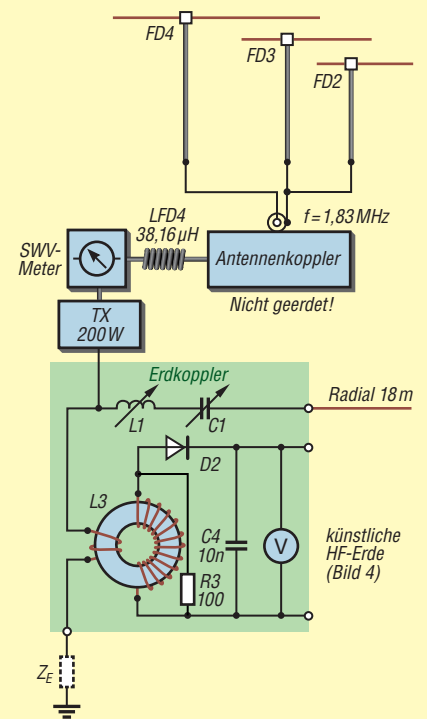 FD4
FD3
FD2
LFD4
38,16 µH
f = 1,83 MHz
SWV-
Meter
Antennenkoppler
Nicht geerdet!
TX
200 W
Erdkoppler
Radial 18 m
L1
C1
D2
L3
C4
10n
V
künstliche
HF-Erde
(Bild 4)
R3
100
ZE